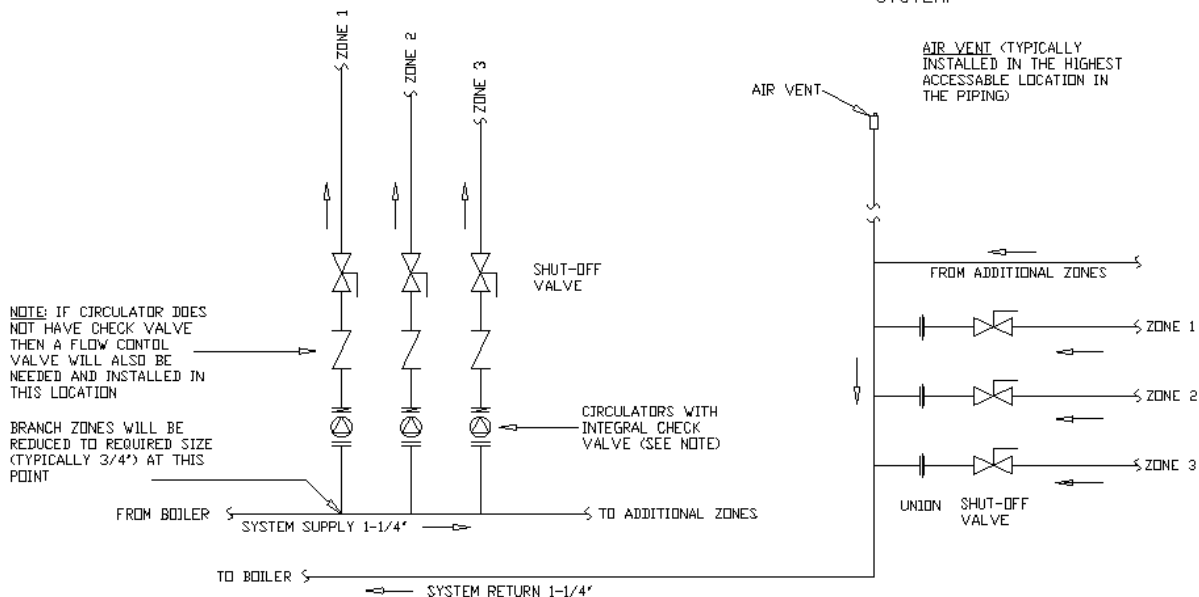 AIR VENT (TYPICALLY
INSTALLED IN THE HIGHEST
ACCESSABLE LOCATION IN
THE PIPING)
ZONE 1
ZONE 2
ZONE 3
AIR VENT
SHUT-OFF
VALVE
FROM ADDITIONAL ZONES
NOTE: IF CIRCULATOR DOES
NOT HAVE CHECK VALVE
THEN A FLOW CONTOL
VALVE WILL ALSO BE
NEEDED AND INSTALLED IN
THIS LOCATION
ZONE 1
ZONE 2
ZONE 3
CIRCULATORS WITH
INTEGRAL CHECK
VALVE (SEE NOTE)
BRANCH ZONES WILL BE
REDUCED TO REQUIRED SIZE
(TYPICALLY 3/4") AT THIS
POINT
UNION
SHUT-OFF
VALVE
FROM BOILER
SYSTEM SUPPLY 1-1/4"
TO ADDITIONAL ZONES
TO BOILER
SYSTEM RETURN 1-1/4"